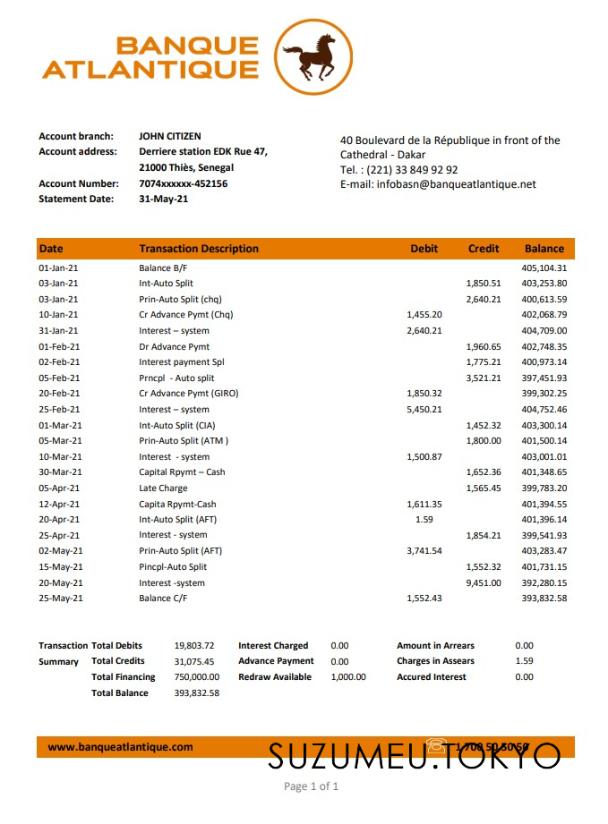 BANQUE
ATLANTIQUE
Account branch: JOHN CITIZEN
Account address: Derriere station EDK Rue 47,
21000 Thiès, Senegal
Account Number: 7074xxxxxx-452156
Statement Date: 31-May-21
40 Boulevard de la République in front of the
Cathedral - Dakar
Tel. : (221) 33 849 92 92
E-mail: infobasn@banqueatlantique.net
Date Transaction Description Debit Credit Balance
01-Jan-21 Balance B/F 405,104.31
03-Jan-21 Int-Auto Split 1,850.51 403,253.80
03-Jan-21 Prin-Auto Split (chq) 2,640.21 400,613.59
10-Jan-21 Cr Advance Pymt (Chq) 1,455.20 402,068.79
31-Jan-21 Interest – system 2,640.21 404,709.00
01-Feb-21 Dr Advance Pymt 1,960.65 402,748.35
02-Feb-21 Interest payment Spl 1,775.21 400,973.14
05-Feb-21 Prncpl - Auto split 3,521.21 397,451.93
20-Feb-21 Cr Advance Pymt (GIRO) 1,850.32 399,302.25
25-Feb-21 Interest – system 5,450.21 404,752.46
01-Mar-21 Int-Auto Split (CIA) 1,452.32 403,300.14
05-Mar-21 Prin-Auto Split (ATM ) 1,800.00 401,500.14
10-Mar-21 Interest - system 1,500.87 403,001.01
30-Mar-21 Capital Rpymt – Cash 1,652.36 401,348.65
05-Apr-21 Late Charge 1,565.45 399,783.20
12-Apr-21 Capita Rpymt-Cash 1,611.35 401,394.55
20-Apr-21 Int-Auto Split (AFT) 1.59 401,396.14
25-Apr-21 Interest - system 1,854.21 399,541.93
02-May-21 Prin-Auto Split (AFT) 3,741.54 403,283.47
15-May-21 Pincpl-Auto Split 1,552.32 401,731.15
20-May-21 Interest -system 9,451.00 392,280.15
25-May-21 Balance C/F 1,552.43 393,832.58
Transaction Total Debits 19,803.72 Interest Charged 0.00 Amount in Arrears 0.00
Summary Total Credits 31,075.45 Advance Payment 0.00 Charges in Assears 1.59
Total Financing 750,000.00 Redraw Available 1,000.00 Accured Interest 0.00
Total Balance 393,832.58
www.banqueatlantique.com
SUZUMEU.TOKYO
Page 1 of 1